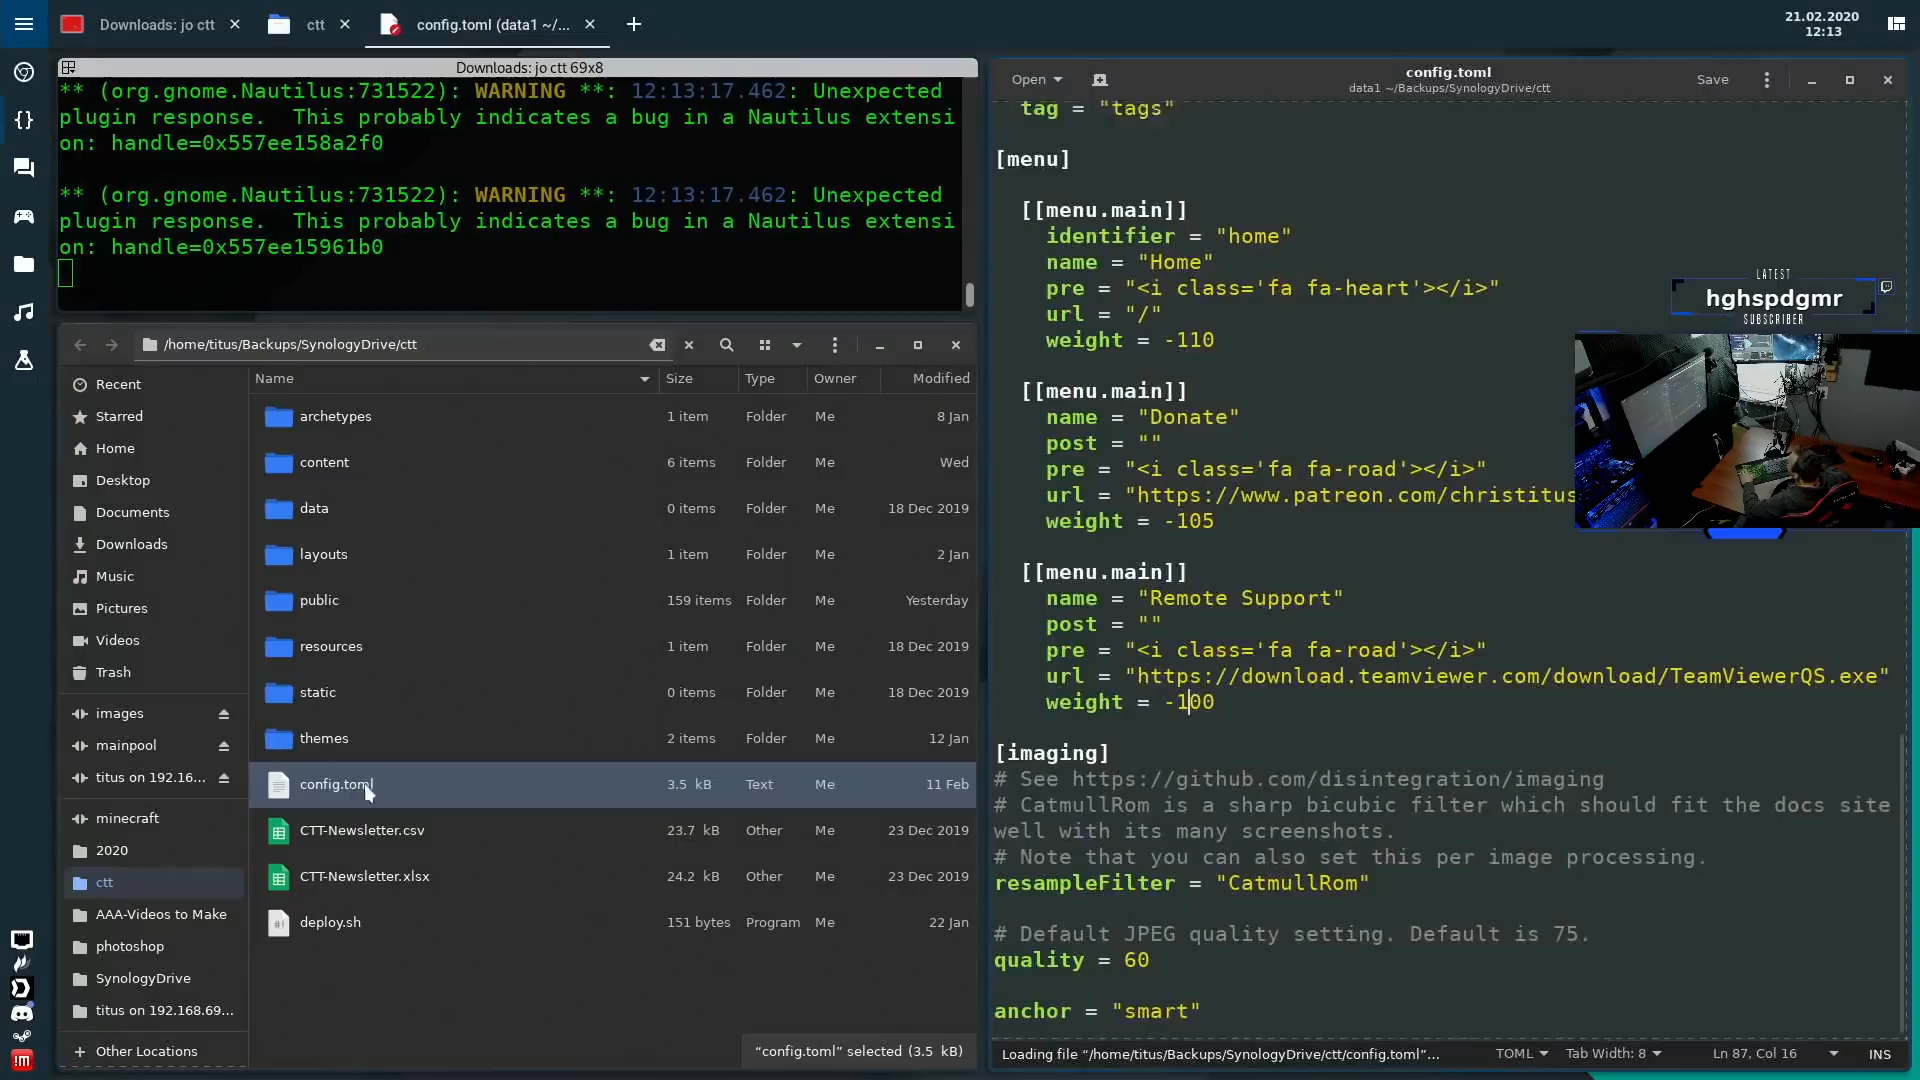 Downloads: jo ctt
ctt
config.toml (data1 ~/...
21.02.2020
12:13
Downloads: jo ctt 69x8
** (org.gnome.Nautilus:731522): WARNING **: 12:13:17.462: Unexpected
plugin response.  This probably indicates a bug in a Nautilus extensi
on: handle=0x557ee158a2f0
** (org.gnome.Nautilus:731522): WARNING **: 12:13:17.462: Unexpected
plugin response.  This probably indicates a bug in a Nautilus extensi
on: handle=0x557ee15961b0
/home/titus/Backups/SynologyDrive/ctt
Recent
Starred
Home
Desktop
Documents
Downloads
Music
Pictures
Videos
Trash
images
mainpool
titus on 192.16...
minecraft
2020
ctt
AAA-Videos to Make
photoshop
SynologyDrive
titus on 192.168.69...
Other Locations
Name Size Type Owner Modified
archetypes 1 item Folder Me 8 Jan
content 6 items Folder Me Wed
data 0 items Folder Me 18 Dec 2019
layouts 1 item Folder Me 2 Jan
public 159 items Folder Me Yesterday
resources 1 item Folder Me 18 Dec 2019
static 0 items Folder Me 18 Dec 2019
themes 2 items Folder Me 12 Jan
config.toml 3.5 kB Text Me 11 Feb
CTT-Newsletter.csv 23.7 kB Other Me 23 Dec 2019
CTT-Newsletter.xlsx 24.2 kB Other Me 23 Dec 2019
deploy.sh 151 bytes Program Me 22 Jan
“config.toml” selected (3.5 kB)
Open
config.toml
data1 ~/Backups/SynologyDrive/ctt
Save
tag = "tags"
[menu]
[[menu.main]]
identifier = "home"
name = "Home"
pre = "<i class='fa fa-heart'></i>"
url = "/"
weight = -110
[[menu.main]]
name = "Donate"
post = ""
pre = "<i class='fa fa-road'></i>"
url = "https://www.patreon.com/christitus
weight = -105
[[menu.main]]
name = "Remote Support"
post = ""
pre = "<i class='fa fa-road'></i>"
url = "https://download.teamviewer.com/download/TeamViewerQS.exe"
weight = -100
[imaging]
# See https://github.com/disintegration/imaging
# CatmullRom is a sharp bicubic filter which should fit the docs site
well with its many screenshots.
# Note that you can also set this per image processing.
resampleFilter = "CatmullRom"
# Default JPEG quality setting. Default is 75.
quality = 60
anchor = "smart"
Loading file “/home/titus/Backups/SynologyDrive/ctt/config.toml”...
TOML
Tab Width: 8
Ln 87, Col 16
INS
LATEST
hghspdgmr
SUBSCRIBER